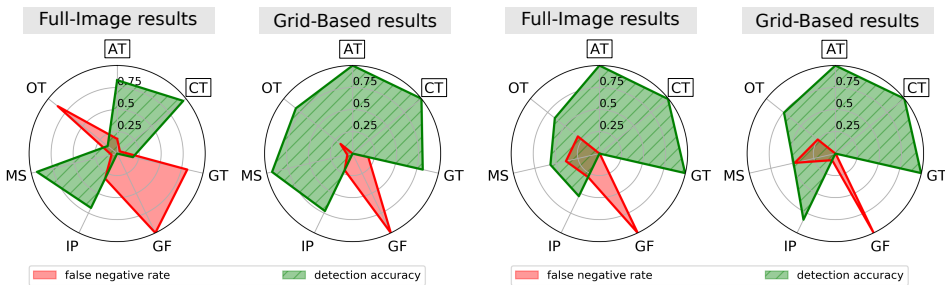 Full-Image results
Grid-Based results
Full-Image results
Grid-Based results
AT
AT
AT
AT
OT
0.75
CT
OT
0.75
CT
OT
0.75
CT
OT
0.75
CT
0.5
0.5
0.5
0.5
0.25
0.25
0.25
0.25
MS
GT
MS
GT
MS
GT
MS
GT
IP
GF
IP
GF
IP
GF
IP
GF
false negative rate
detection accuracy
false negative rate
detection accuracy